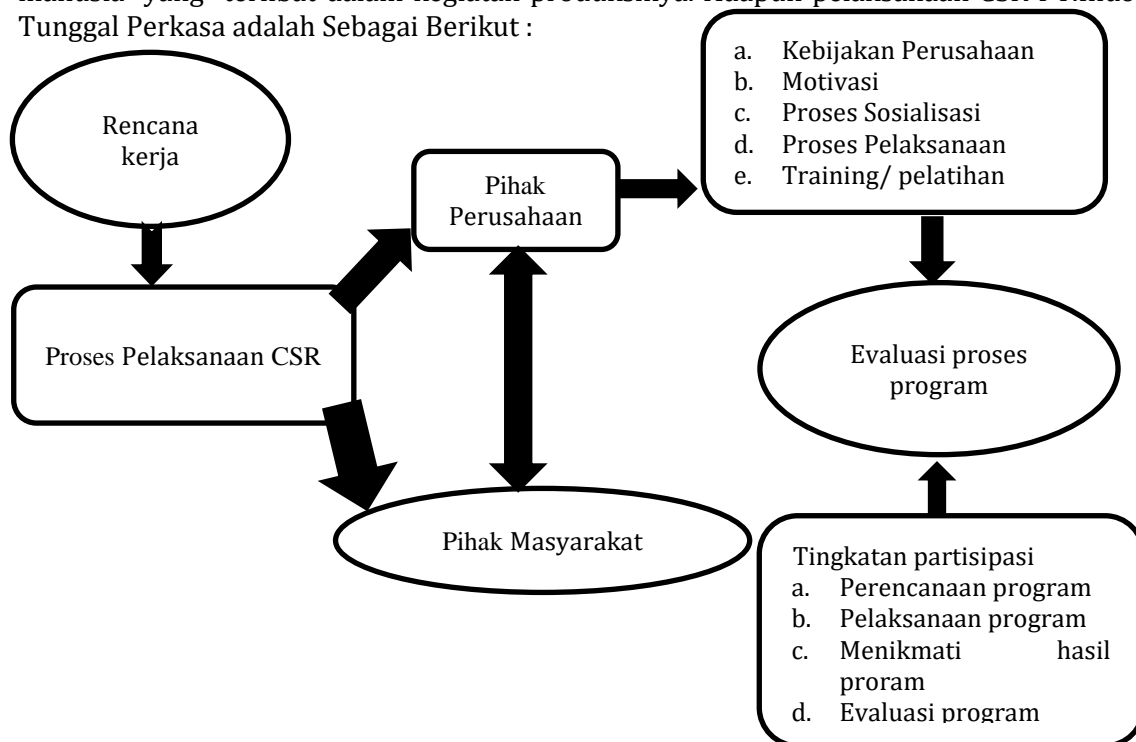 Tunggal Perkasa adalah Sebagai Berikut :
Rencana
kerja
Proses Pelaksanaan CSR
Pihak
Perusahaan
Pihak Masyarakat
a. Kebijakan Perusahaan
b. Motivasi
c. Proses Sosialisasi
d. Proses Pelaksanaan
e. Training/ pelatihan
Evaluasi proses
program
Tingkatan partisipasi
a. Perencanaan program
b. Pelaksanaan program
c. Menikmati hasil
proram
d. Evaluasi program